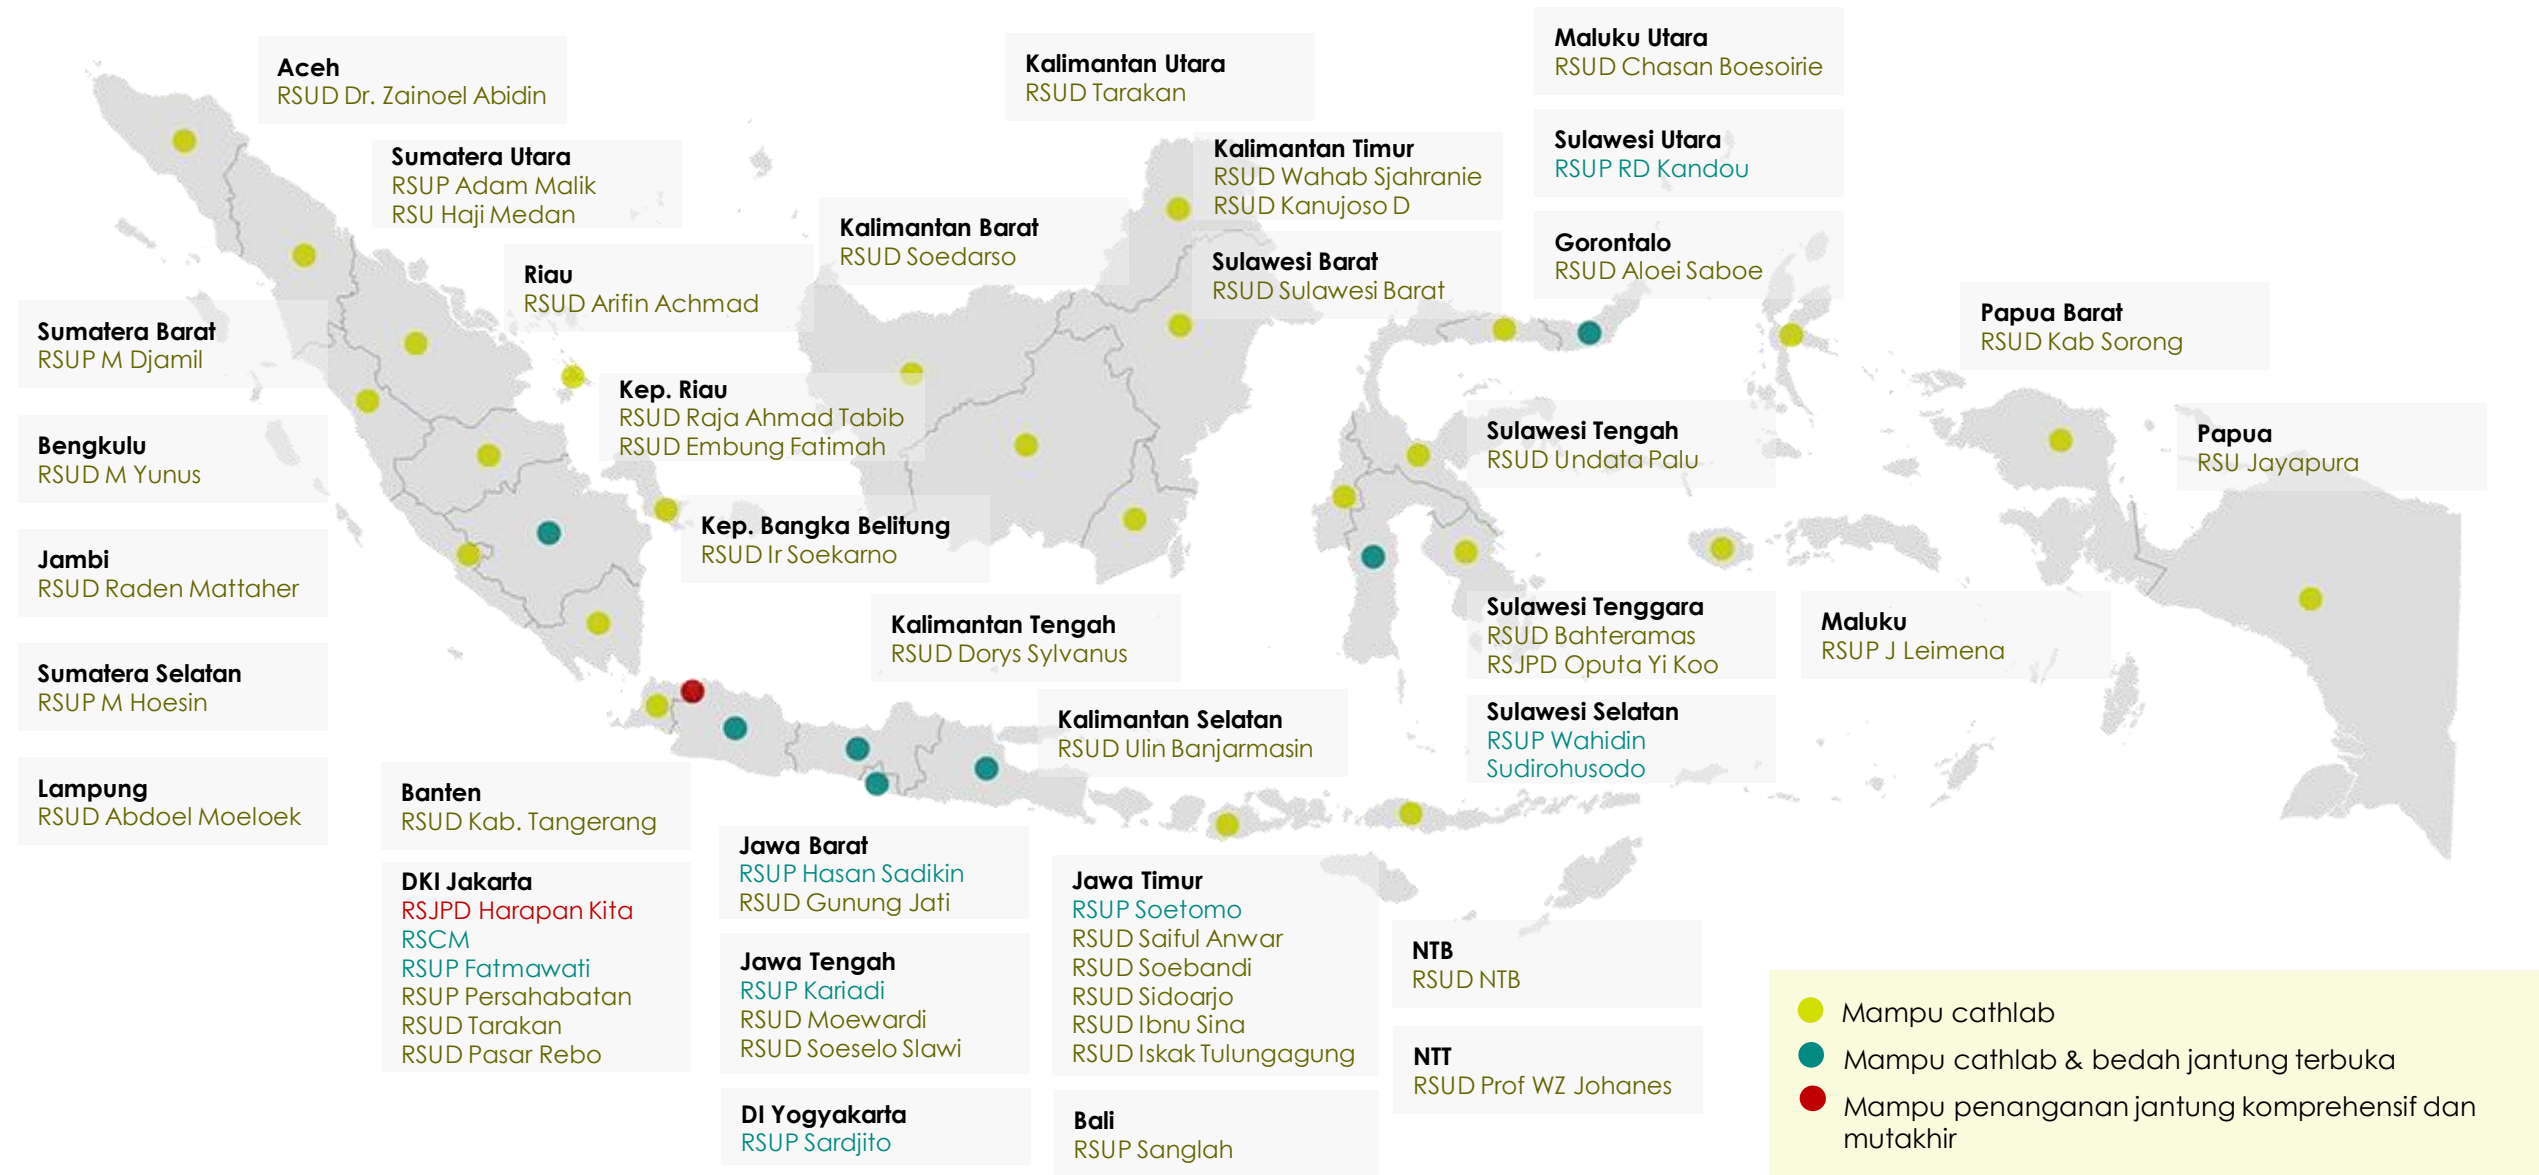 Aceh
RSUD Dr. Zainoel Abidin
Sumatera Utara
RSUP Adam Malik
RSU Haji Medan
Riau
RSUD Arifin Achmad
Kep. Riau
RSUD Raja Ahmad Tabib
RSUD Embung Fatimah
Kep. Bangka Belitung
RSUD Ir Soekarno
Sumatera Barat
RSUP M Djamil
Bengkulu
RSUD M Yunus
Jambi
RSUD Raden Mattaher
Sumatera Selatan
RSUP M Hoesin
Lampung
RSUD Abdoel Moeloek
Banten
RSUD Kab. Tangerang
DKI Jakarta
RSJPD Harapan Kita
RSCM
RSUP Fatmawati
RSUP Persahabatan
RSUD Tarakan
RSUD Pasar Rebo
Jawa Barat
RSUP Hasan Sadikin
RSUD Gunung Jati
Jawa Tengah
RSUP Kariadi
RSUD Moewardi
RSUD Soeselo Slawi
DI Yogyakarta
RSUP Sardjito
Jawa Timur
RSUP Soetomo
RSUD Saiful Anwar
RSUD Soebandi
RSUD Sidoarjo
RSUD Ibnu Sina
RSUD Iskak Tulungagung
Bali
RSUP Sanglah
NTB
RSUD NTB
NTT
RSUD Prof WZ Johanes
Kalimantan Utara
RSUD Tarakan
Kalimantan Timur
RSUD Wahab Sjahranie
RSUD Kanujoso D
Kalimantan Barat
RSUD Soedarso
Kalimantan Tengah
RSUD Dorys Sylvanus
Kalimantan Selatan
RSUD Ulin Banjarmasin
Sulawesi Barat
RSUD Sulawesi Barat
Maluku Utara
RSUD Chasan Boesoirie
Sulawesi Utara
RSUP RD Kandou
Gorontalo
RSUD Aloei Saboe
Sulawesi Tengah
RSUD Undata Palu
Sulawesi Tenggara
RSUD Bahteramas
RSJPD Oputa Yi Koo
Sulawesi Selatan
RSUP Wahidin
Sudirohusodo
Maluku
RSUP J Leimena
Papua Barat
RSUD Kab Sorong
Papua
RSU Jayapura
Mampu cathlab
Mampu cathlab & bedah jantung terbuka
Mampu penanganan jantung komprehensif dan
mutakhir